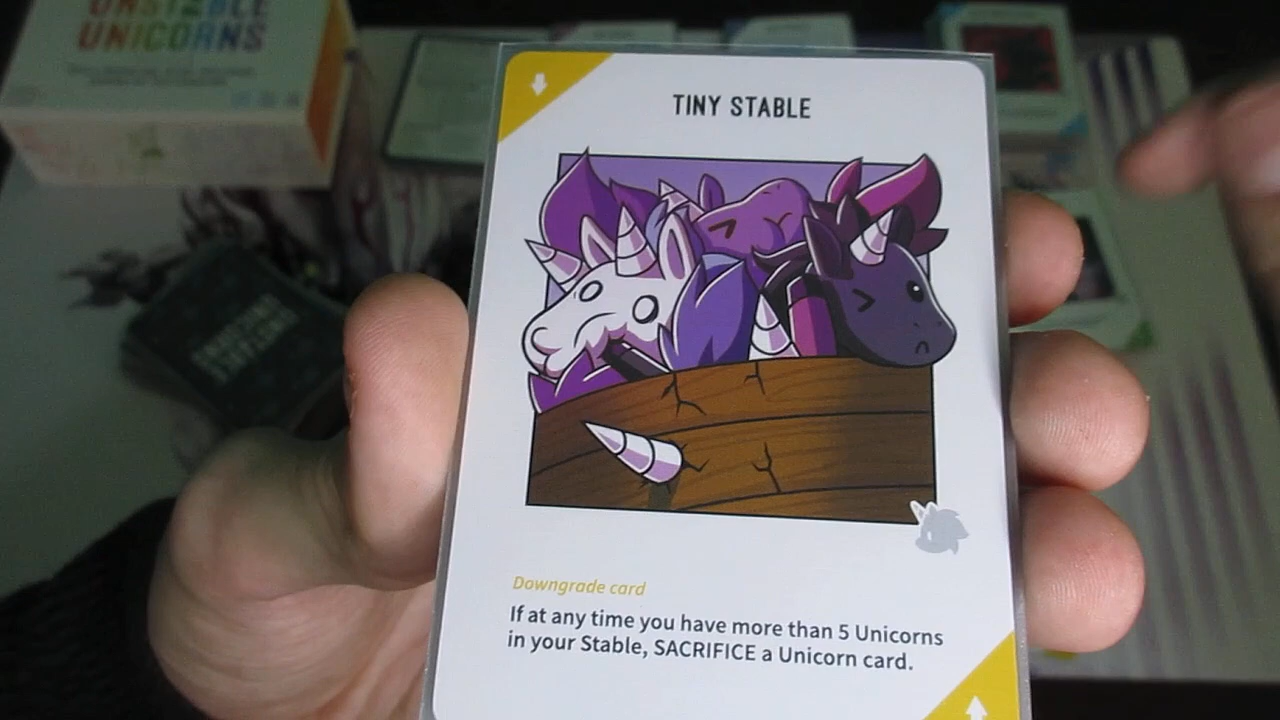 UNSTABLE
UNICORNS
TINY STABLE
Downgrade card
If at any time you have more than 5 Unicorns
in your Stable, SACRIFICE a Unicorn card.